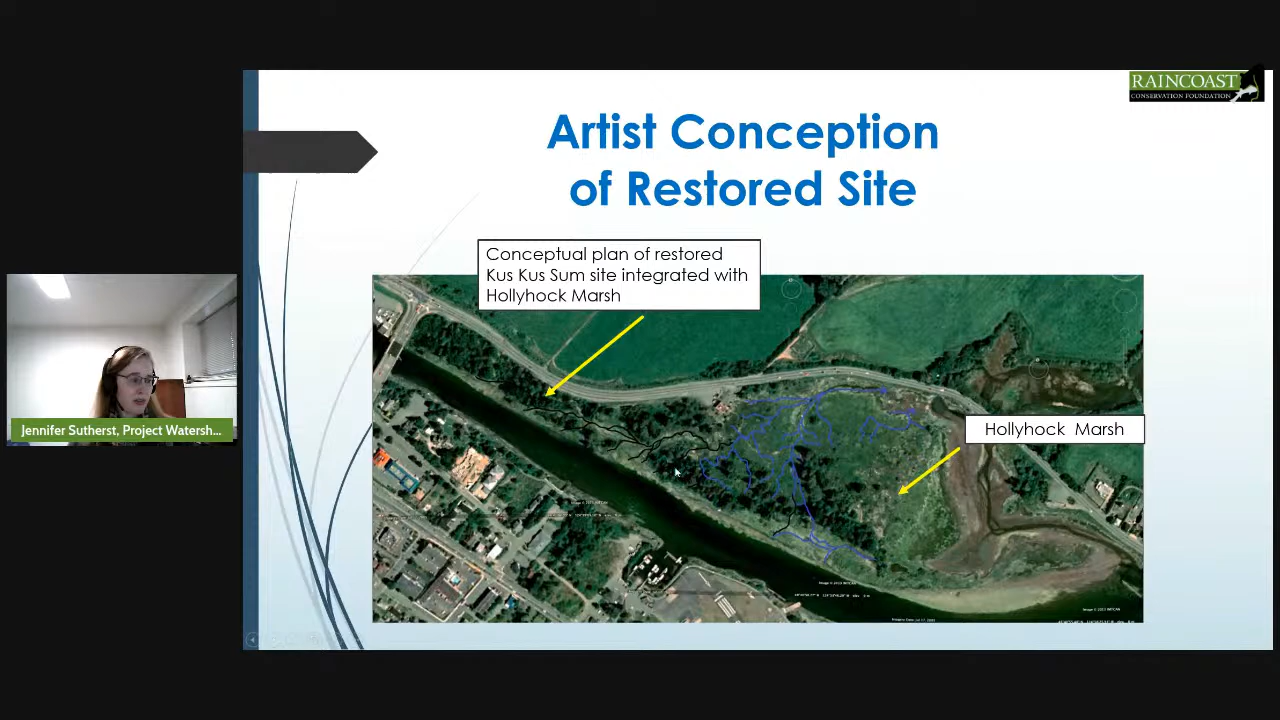 RAINCOAST
CONSERVATION FOUNDATION
Artist Conception
of Restored Site
Conceptual plan of restored
Kus Kus Sum site integrated with
Hollyhock Marsh
Hollyhock Marsh
Jennifer Sutherst, Project Watersh...